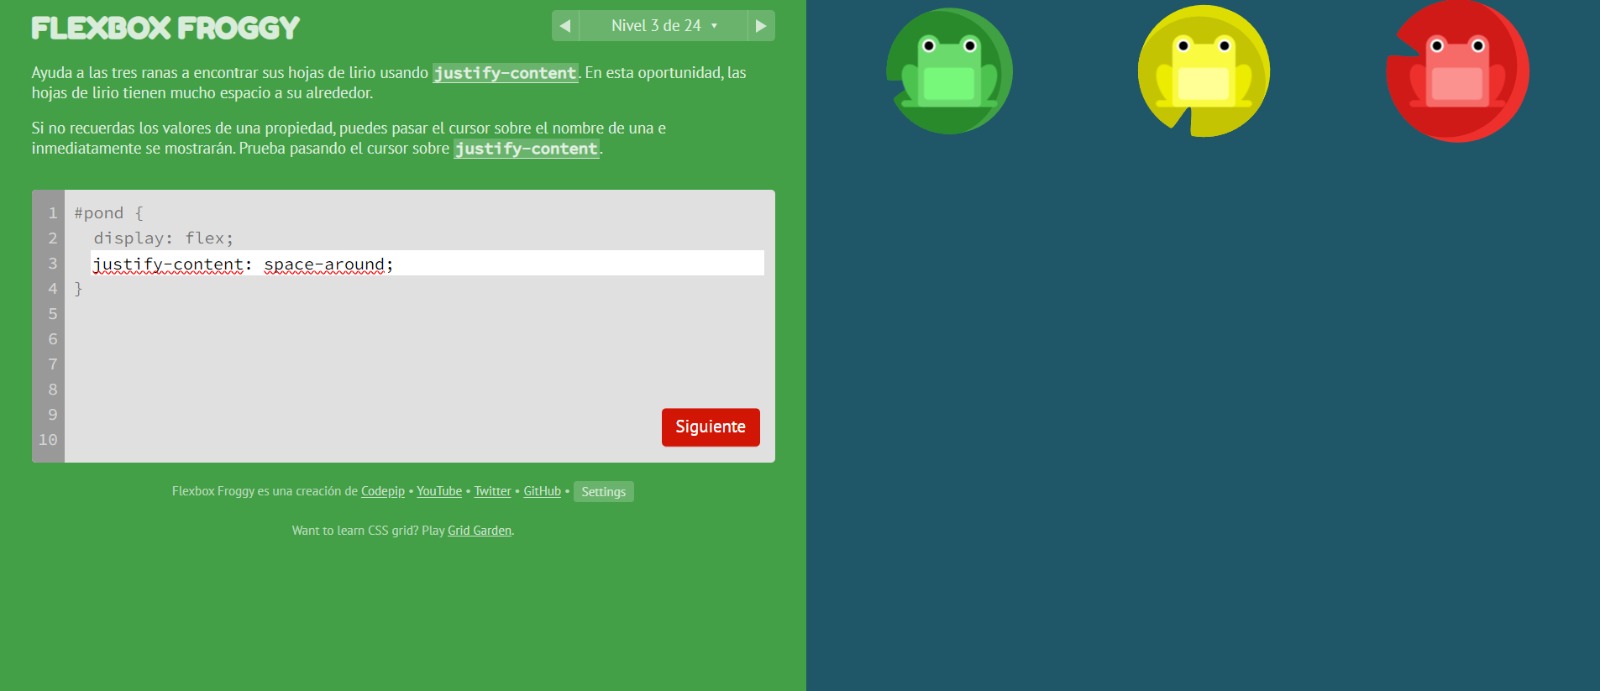 FLEXBOX FROGGY
Nivel 3 de 24
Ayuda a las tres ranas a encontrar sus hojas de lirio usando justify-content. En esta oportunidad, las
hojas de lirio tienen mucho espacio a su alrededor.
Si no recuerdas los valores de una propiedad, puedes pasar el cursor sobre el nombre de una e
inmediatamente se mostrarán. Prueba pasando el cursor sobre justify-content.
1 #pond {
2 display: flex;
3 justify-content: space-around;
4 }
5
6
7
8
9
10
Siguiente
Flexbox Froggy es una creación de Codepip • YouTube • Twitter • GitHub • Settings
Want to learn CSS grid? Play Grid Garden.